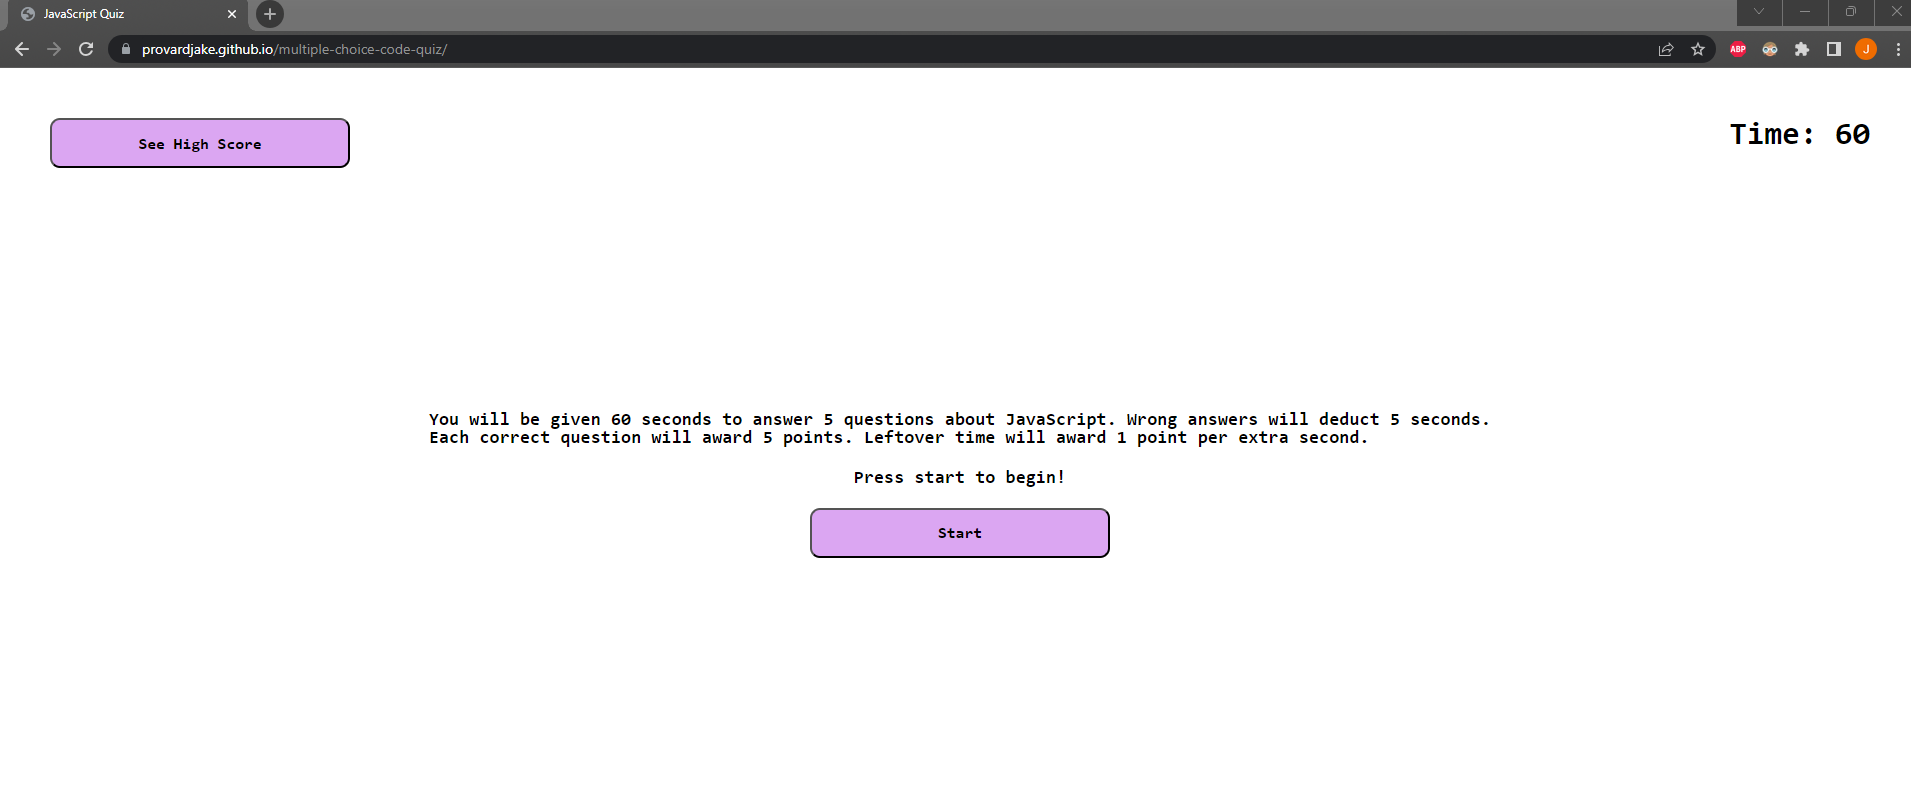 JavaScript Quiz
provardjake.github.io/multiple-choice-code-quiz/
ABP
J
See High Score
Time: 60
You will be given 60 seconds to answer 5 questions about JavaScript. Wrong answers will deduct 5 seconds.
Each correct question will award 5 points. Leftover time will award 1 point per extra second.
Press start to begin!
Start